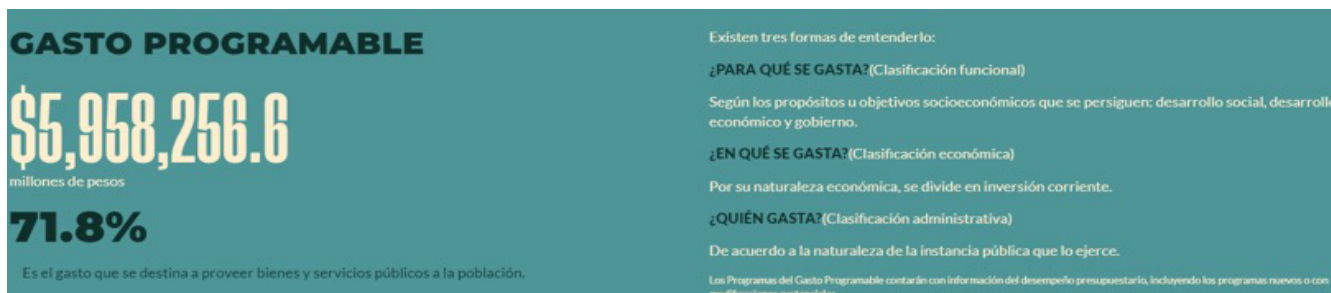 GASTO PROGRAMABLE
$5,958,256.6
millones de pesos
71.8%
Es el gasto que se destina a proveer bienes y servicios públicos a la población.
Existen tres formas de entenderlo:
¿PARA QUÉ SE GASTA?(Clasificación funcional)
Según los propósitos u objetivos socioeconómicos que se persiguen: desarrollo social, desarrollo
económico y gobierno.
¿EN QUÉ SE GASTA?(Clasificación económica)
Por su naturaleza económica, se divide en inversión corriente.
¿QUIÉN GASTA?(Clasificación administrativa)
De acuerdo a la naturaleza de la instancia pública que lo ejerce.
Los Programas del Gasto Programable contarán con información del desempeño presupuestario, incluyendo los programas nuevos o con